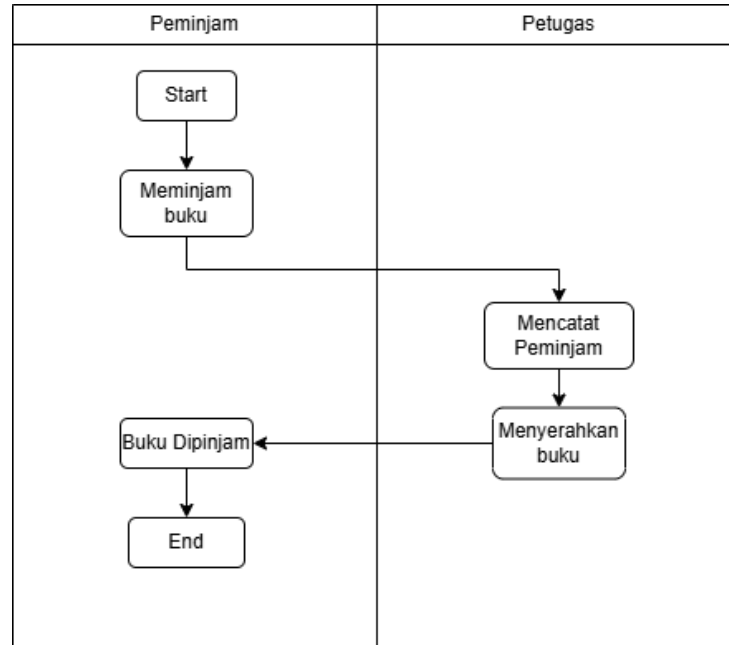 Peminjam
Petugas
Start
Meminjam
buku
Mencatat
Peminjam
Menyerahkan
buku
Buku Dipinjam
End